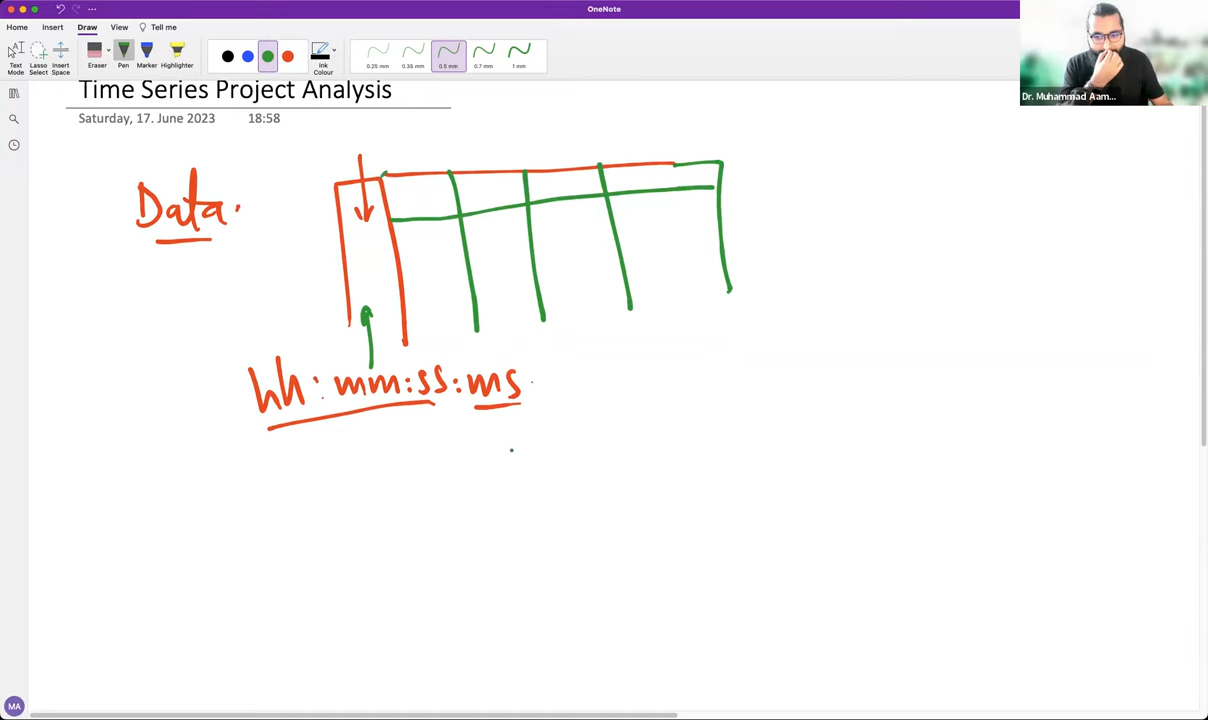 OneNote
Home Insert Draw View Tell me
Text Mode
Lasso Select
Insert Space
Eraser
Pen
Marker
Highlighter
Ink Colour
0.25 mm
0.35 mm
0.5 mm
0.7 mm
1 mm
Dr. Muhammad Aam...
Time Series Project Analysis
Saturday, 17. June 2023 18:58
Data.
hh:mm:ss:ms
MA